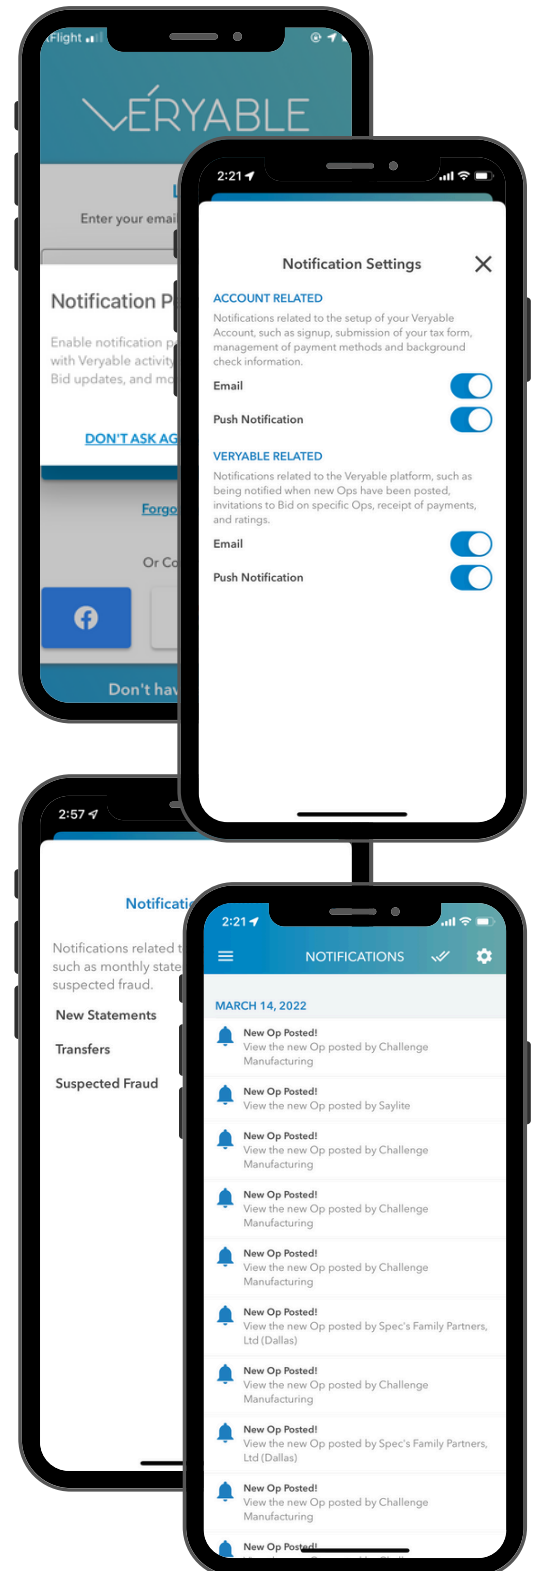 Flight
VÉRYABLE
Enter your email
Notification P
Enable notification
with Veryable activity
Bid updates, and mo
DON'T ASK AG
Forgo
Or Co
Don't hav
2:21
Notification Settings
ACCOUNT RELATED
Notifications related to the setup of your Veryable
Account, such as signup, submission of your tax form,
management of payment methods and background
check information.
Email
Push Notification
VERYABLE RELATED
Notifications related to the Veryable platform, such as
being notified when new Ops have been posted,
invitations to Bid on specific Ops, receipt of payments,
and ratings.
Email
Push Notification
2:57
Notificatio
Notifications related t
such as monthly state
suspected fraud.
New Statements
Transfers
Suspected Fraud
2:21
NOTIFICATIONS
MARCH 14, 2022
New Op Posted!
View the new Op posted by Challenge
Manufacturing
New Op Posted!
View the new Op posted by Saylite
New Op Posted!
View the new Op posted by Challenge
Manufacturing
New Op Posted!
View the new Op posted by Challenge
Manufacturing
New Op Posted!
View the new Op posted by Challenge
Manufacturing
New Op Posted!
View the new Op posted by Spec's Family Partners,
Ltd (Dallas)
New Op Posted!
View the new Op posted by Challenge
Manufacturing
New Op Posted!
View the new Op posted by Spec's Family Partners,
Ltd (Dallas)
New Op Posted!
View the new Op posted by Challenge
Manufacturing
New Op Posted!